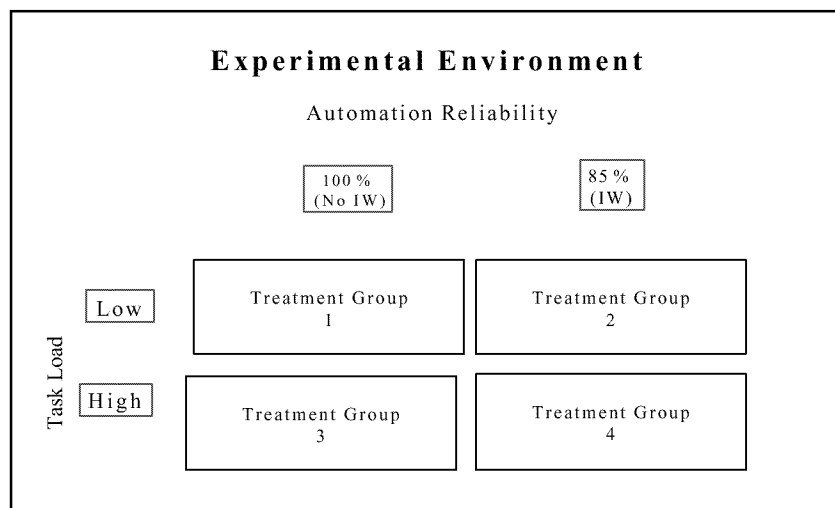 Experimental Environment
Automation Reliability
100%
(No IW)
85%
(IW)
Low
Treatment Group
1
Treatment Group
2
Task Load
High
Treatment Group
3
Treatment Group
4